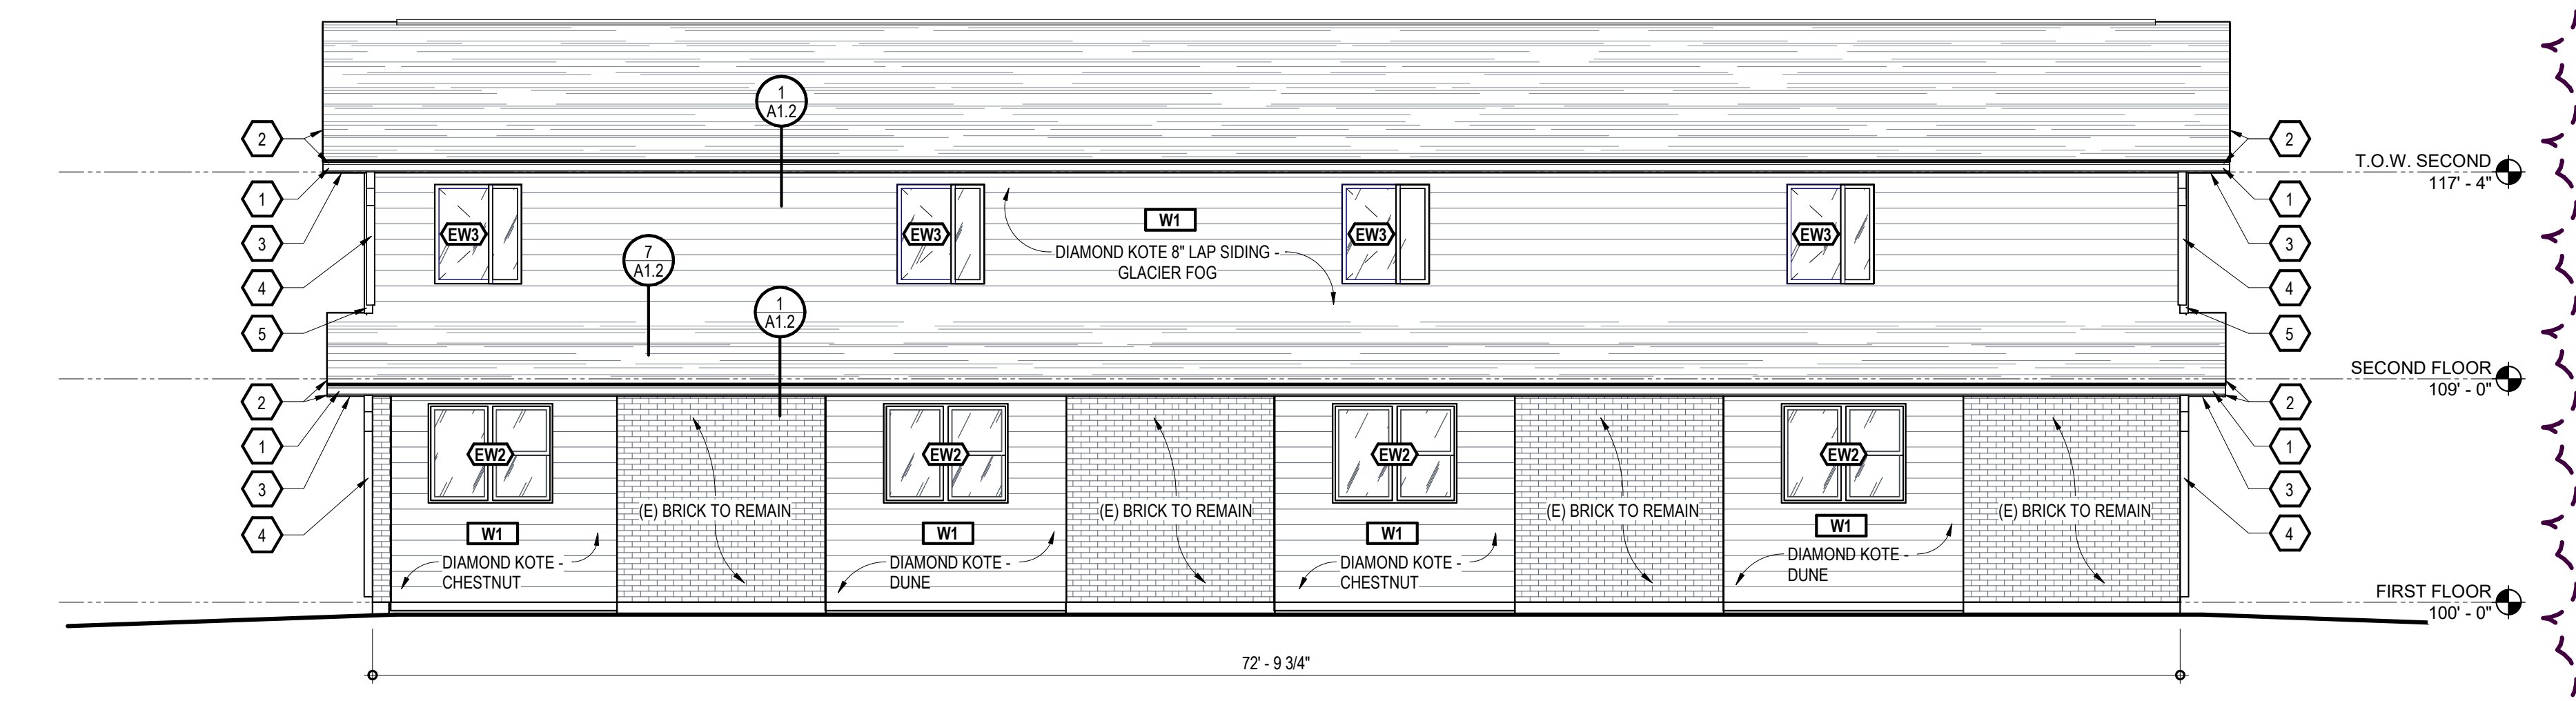 1
A1.2
2
2
T.O.W. SECOND
117' - 4"
1
1
W1
EW3
EW3
EW3
EW3
3
3
7
A1.2
DIAMOND KOTE 8" LAP SIDING -
GLACIER FOG
4
4
1
A1.2
5
5
SECOND FLOOR
109' - 0"
2
2
1
1
EW2
EW2
EW2
EW2
3
3
(E) BRICK TO REMAIN
(E) BRICK TO REMAIN
(E) BRICK TO REMAIN
(E) BRICK TO REMAIN
4
W1
W1
W1
W1
4
DIAMOND KOTE -
CHESTNUT
DIAMOND KOTE -
DUNE
DIAMOND KOTE -
CHESTNUT
DIAMOND KOTE -
DUNE
FIRST FLOOR
100' - 0"
72' - 9 3/4"